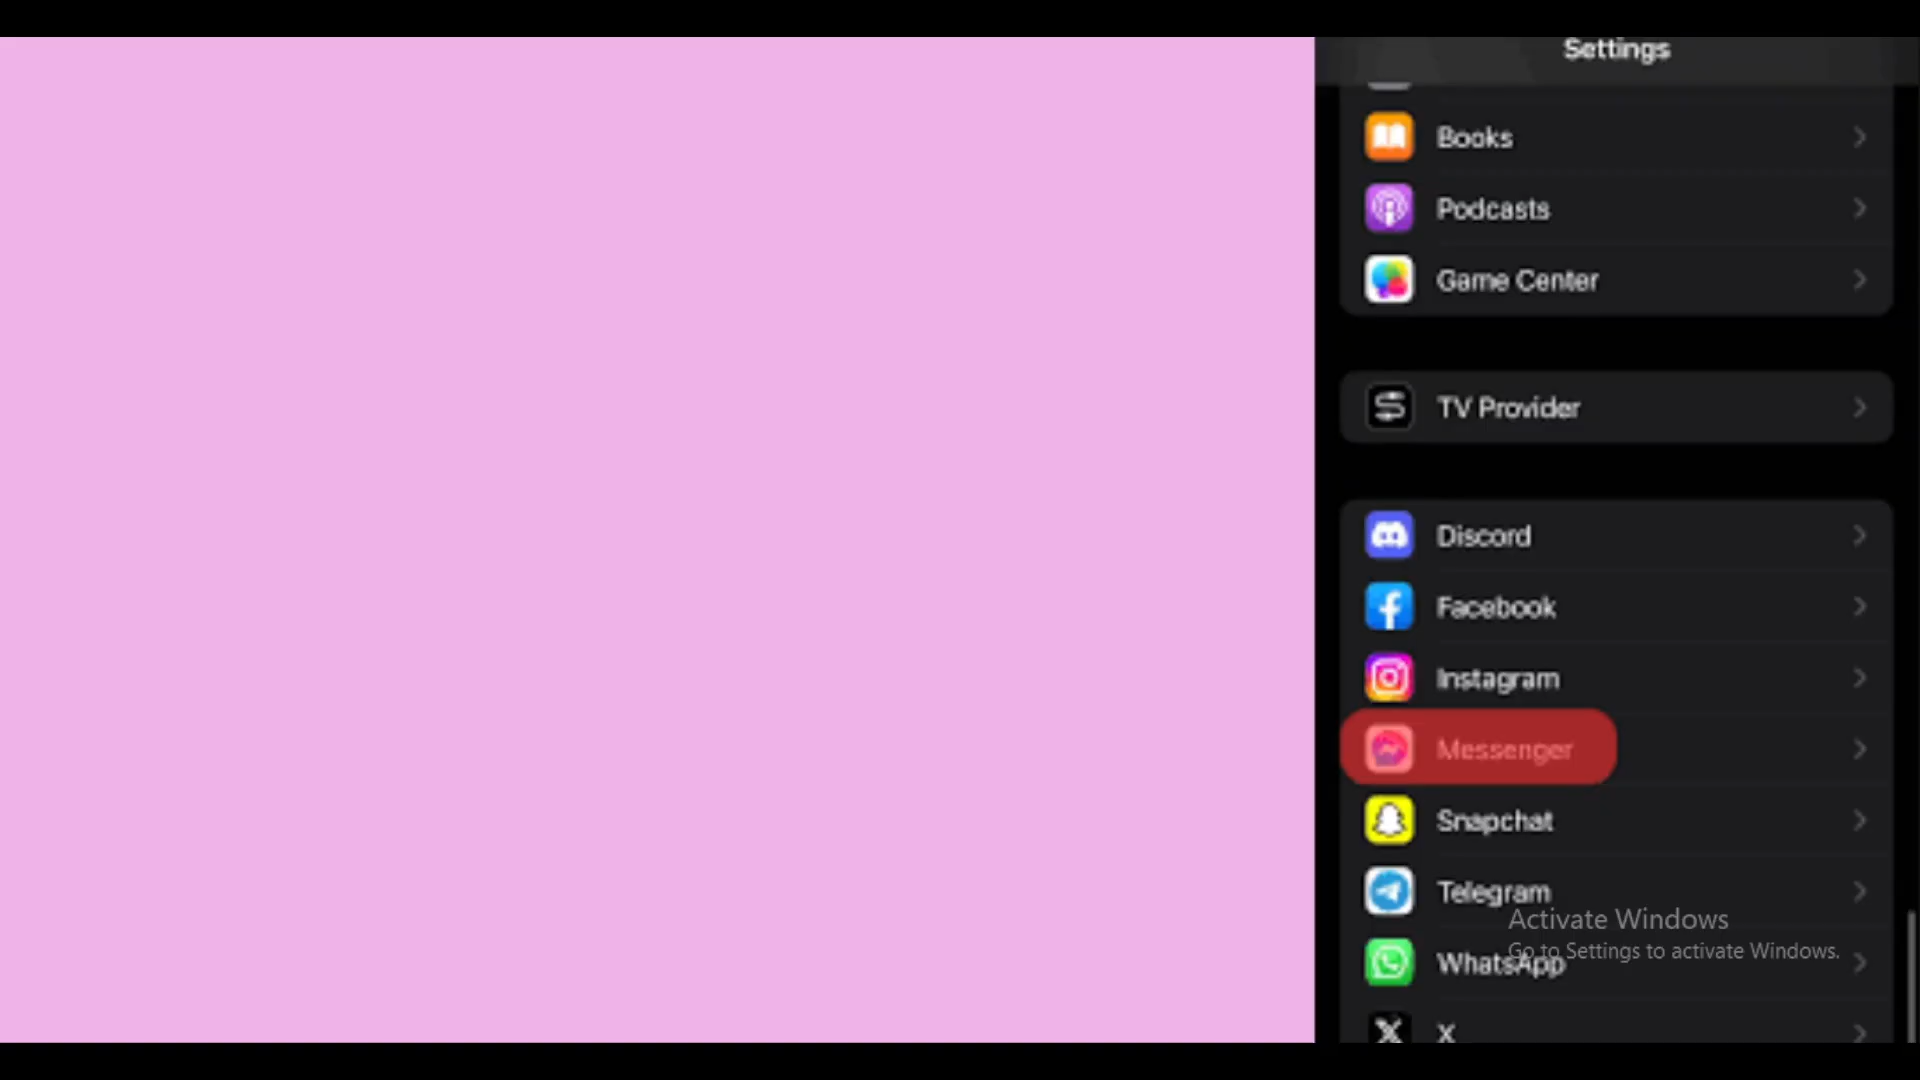 Settings
Books
Podcasts
Game Center
TV Provider
Discord
Facebook
Instagram
Messenger
Snapchat
Telegram
Activate Windows
Go to Settings to activate Windows.
WhatsApp
X